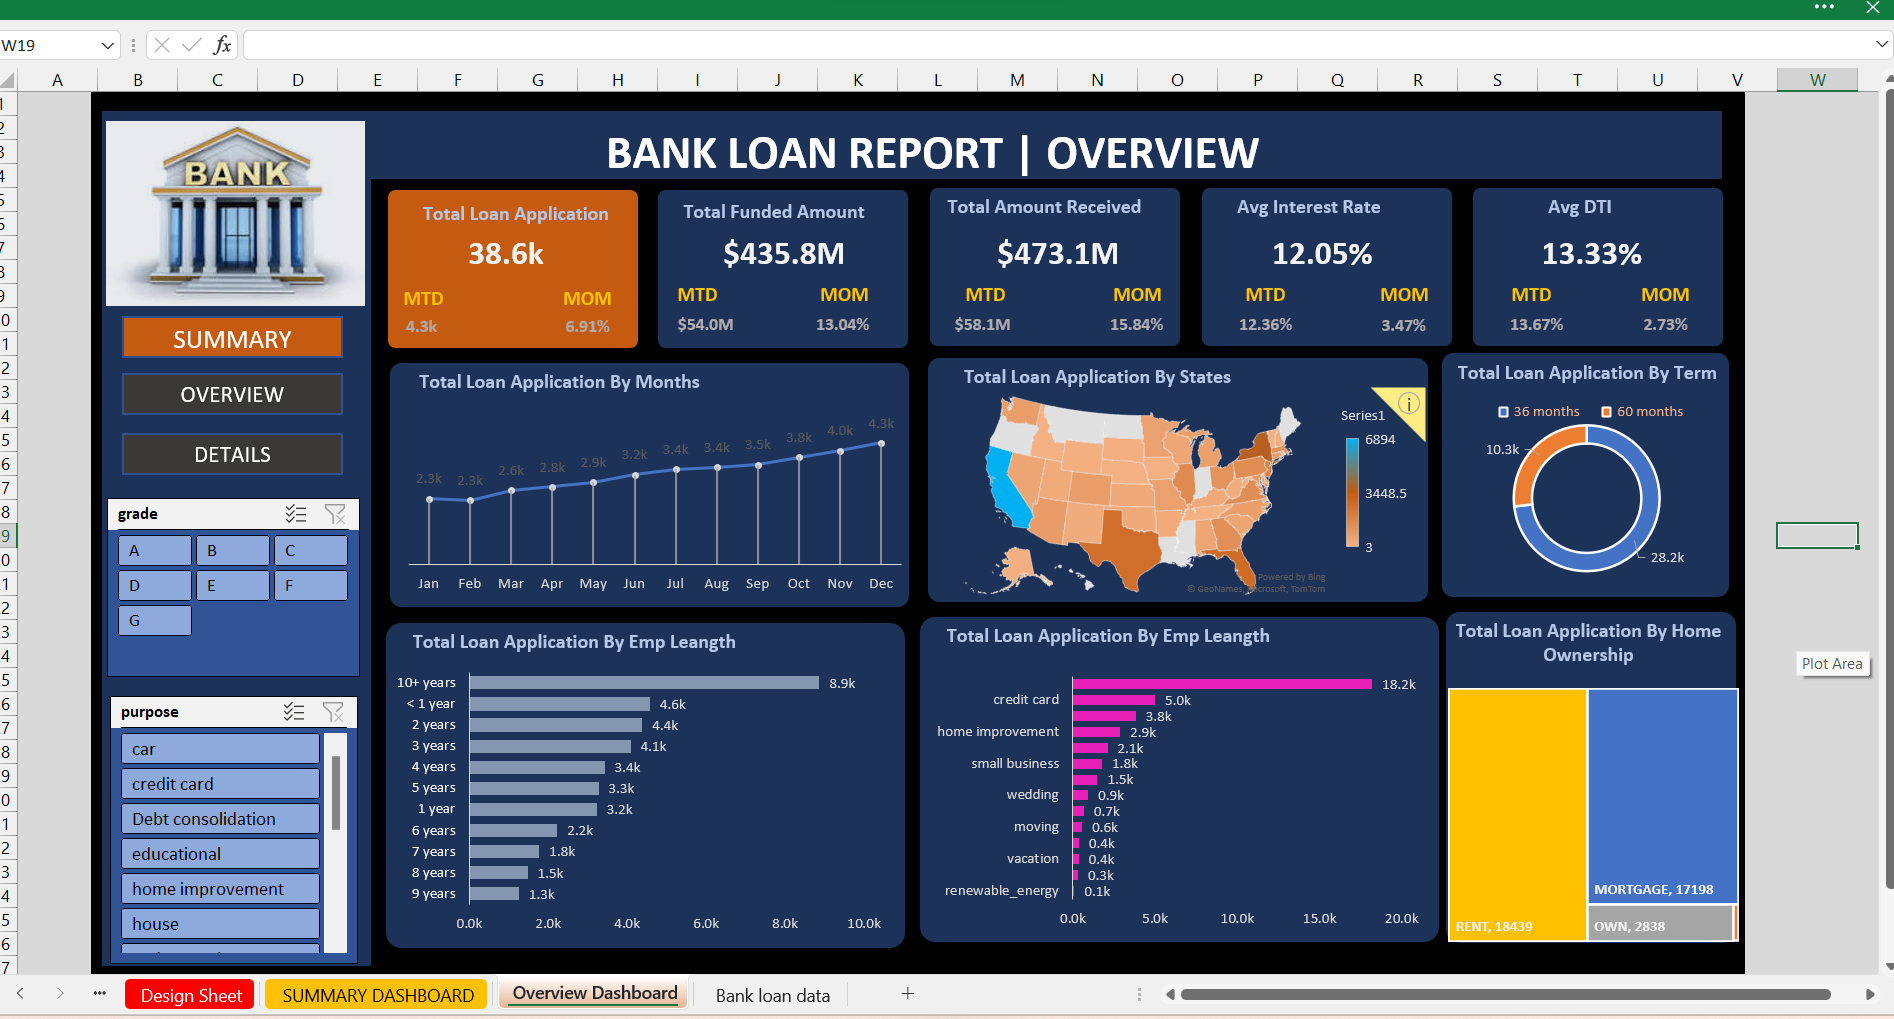 W19
fx
A B C D E F G H I J K L M N O P Q R S T U V W
BANK
BANK LOAN REPORT | OVERVIEW
SUMMARY
OVERVIEW
DETAILS
Total Loan Application
38.6k
MTD MOM
4.3k 6.91%
Total Funded Amount
$435.8M
MTD MOM
$54.0M 13.04%
Total Amount Received
$473.1M
MTD MOM
$58.1M 15.84%
Avg Interest Rate
12.05%
MTD MOM
12.36% 3.47%
Avg DTI
13.33%
MTD MOM
13.67% 2.73%
Total Loan Application By Months
2.3k 2.3k 2.6k 2.8k 2.9k 3.2k 3.4k 3.4k 3.5k 3.8k 4.0k 4.3k
Jan Feb Mar Apr May Jun Jul Aug Sep Oct Nov Dec
Total Loan Application By States
Series1
6894
3448.5
3
Powered by Bing
© GeoNames, Microsoft, TomTom
Total Loan Application By Term
36 months 60 months
10.3k
28.2k
grade
A B C
D E F
G
purpose
car
credit card
Debt consolidation
educational
home improvement
house
Total Loan Application By Emp Leangth
10+ years 8.9k
< 1 year 4.6k
2 years 4.4k
3 years 4.1k
4 years 3.4k
5 years 3.3k
1 year 3.2k
6 years 2.2k
7 years 1.8k
8 years 1.5k
9 years 1.3k
0.0k 2.0k 4.0k 6.0k 8.0k 10.0k
Total Loan Application By Emp Leangth
18.2k
credit card 5.0k
3.8k
home improvement 2.9k
2.1k
small business 1.8k
1.5k
wedding 0.9k
0.7k
moving 0.6k
0.4k
vacation 0.4k
0.3k
renewable_energy 0.1k
0.0k 5.0k 10.0k 15.0k 20.0k
Total Loan Application By Home
Ownership
MORTGAGE, 17198
RENT, 18439
OWN, 2838
Plot Area
Design Sheet SUMMARY DASHBOARD Overview Dashboard Bank loan data